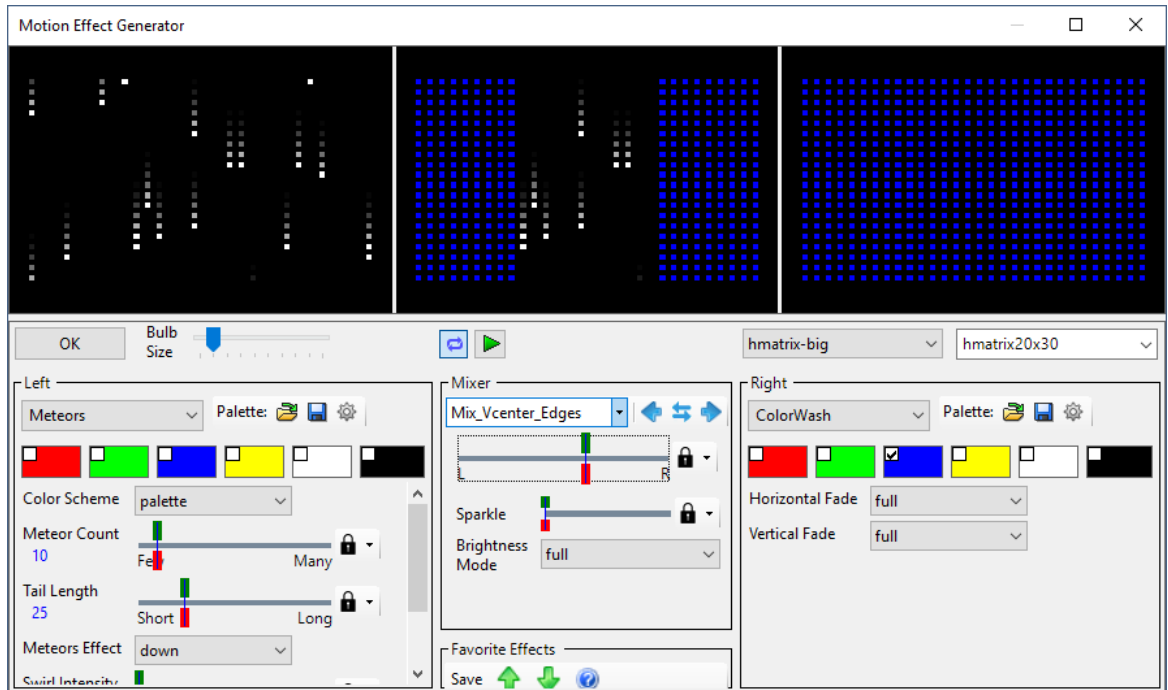 Motion Effect Generator
OK
Bulb
Size
hmatrix-big
hmatrix20x30
Left
Meteors
Palette:
Color Scheme
palette
Meteor Count
10
Few
Many
Tail Length
25
Short
Long
Meteors Effect
down
Swirl Intensity
Mixer
Mix_Vcenter_Edges
L
R
Sparkle
Brightness
Mode
full
Favorite Effects
Save
Right
ColorWash
Palette:
Horizontal Fade
full
Vertical Fade
full